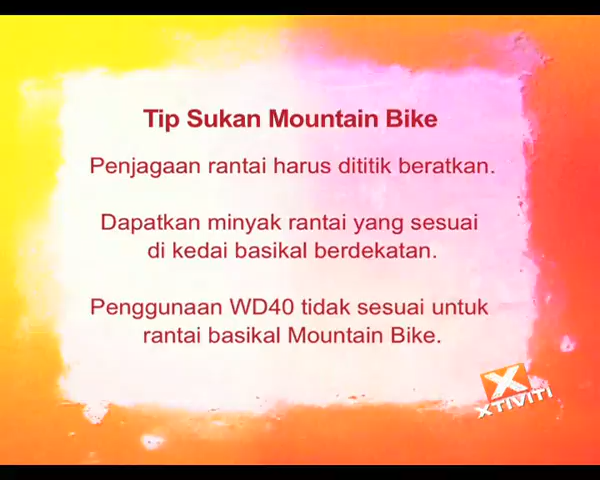 Tip Sukan Mountain Bike
Penjagaan rantai harus dititik beratkan.
Dapatkan minyak rantai yang sesuai
di kedai basikal berdekatan.
Penggunaan WD40 tidak sesuai untuk
rantai basikal Mountain Bike.
X
XTIVITI